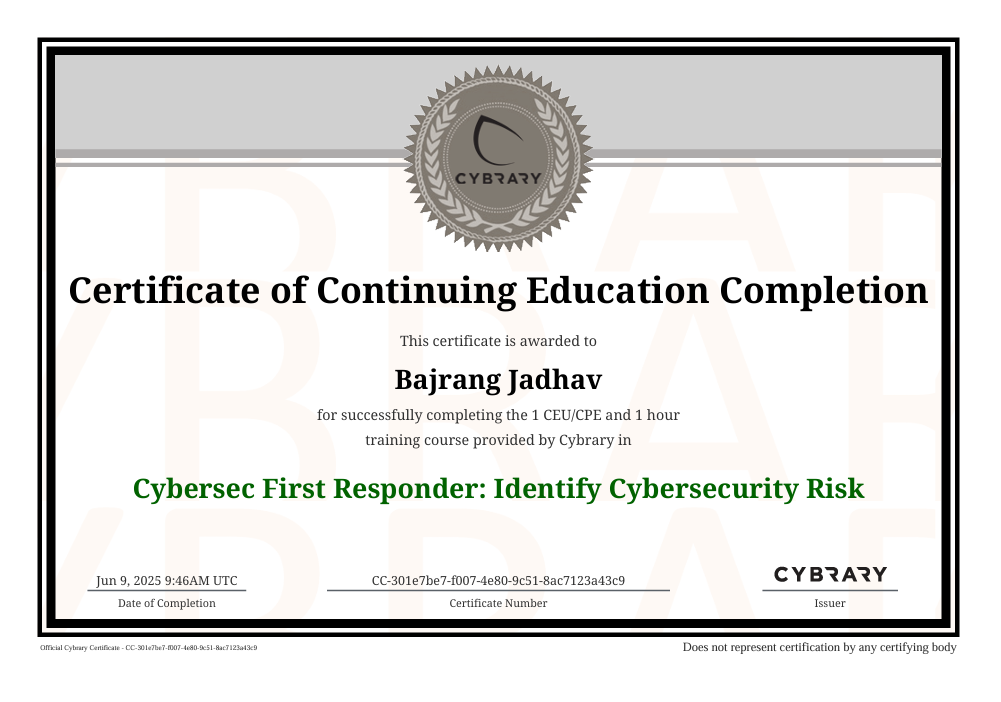 CYBRARY
Certificate of Continuing Education Completion
This certificate is awarded to
Bajrang Jadhav
for successfully completing the 1 CEU/CPE and 1 hour
training course provided by Cybrary in
Cybersec First Responder: Identify Cybersecurity Risk
Jun 9, 2025 9:46AM UTC
Date of Completion
CC-301e7be7-f007-4e80-9c51-8ac7123a43c9
Certificate Number
CYBRARY
Issuer
Official Cybrary Certificate - CC-301e7be7-f007-4e80-9c51-8ac7123a43c9
Does not represent certification by any certifying body